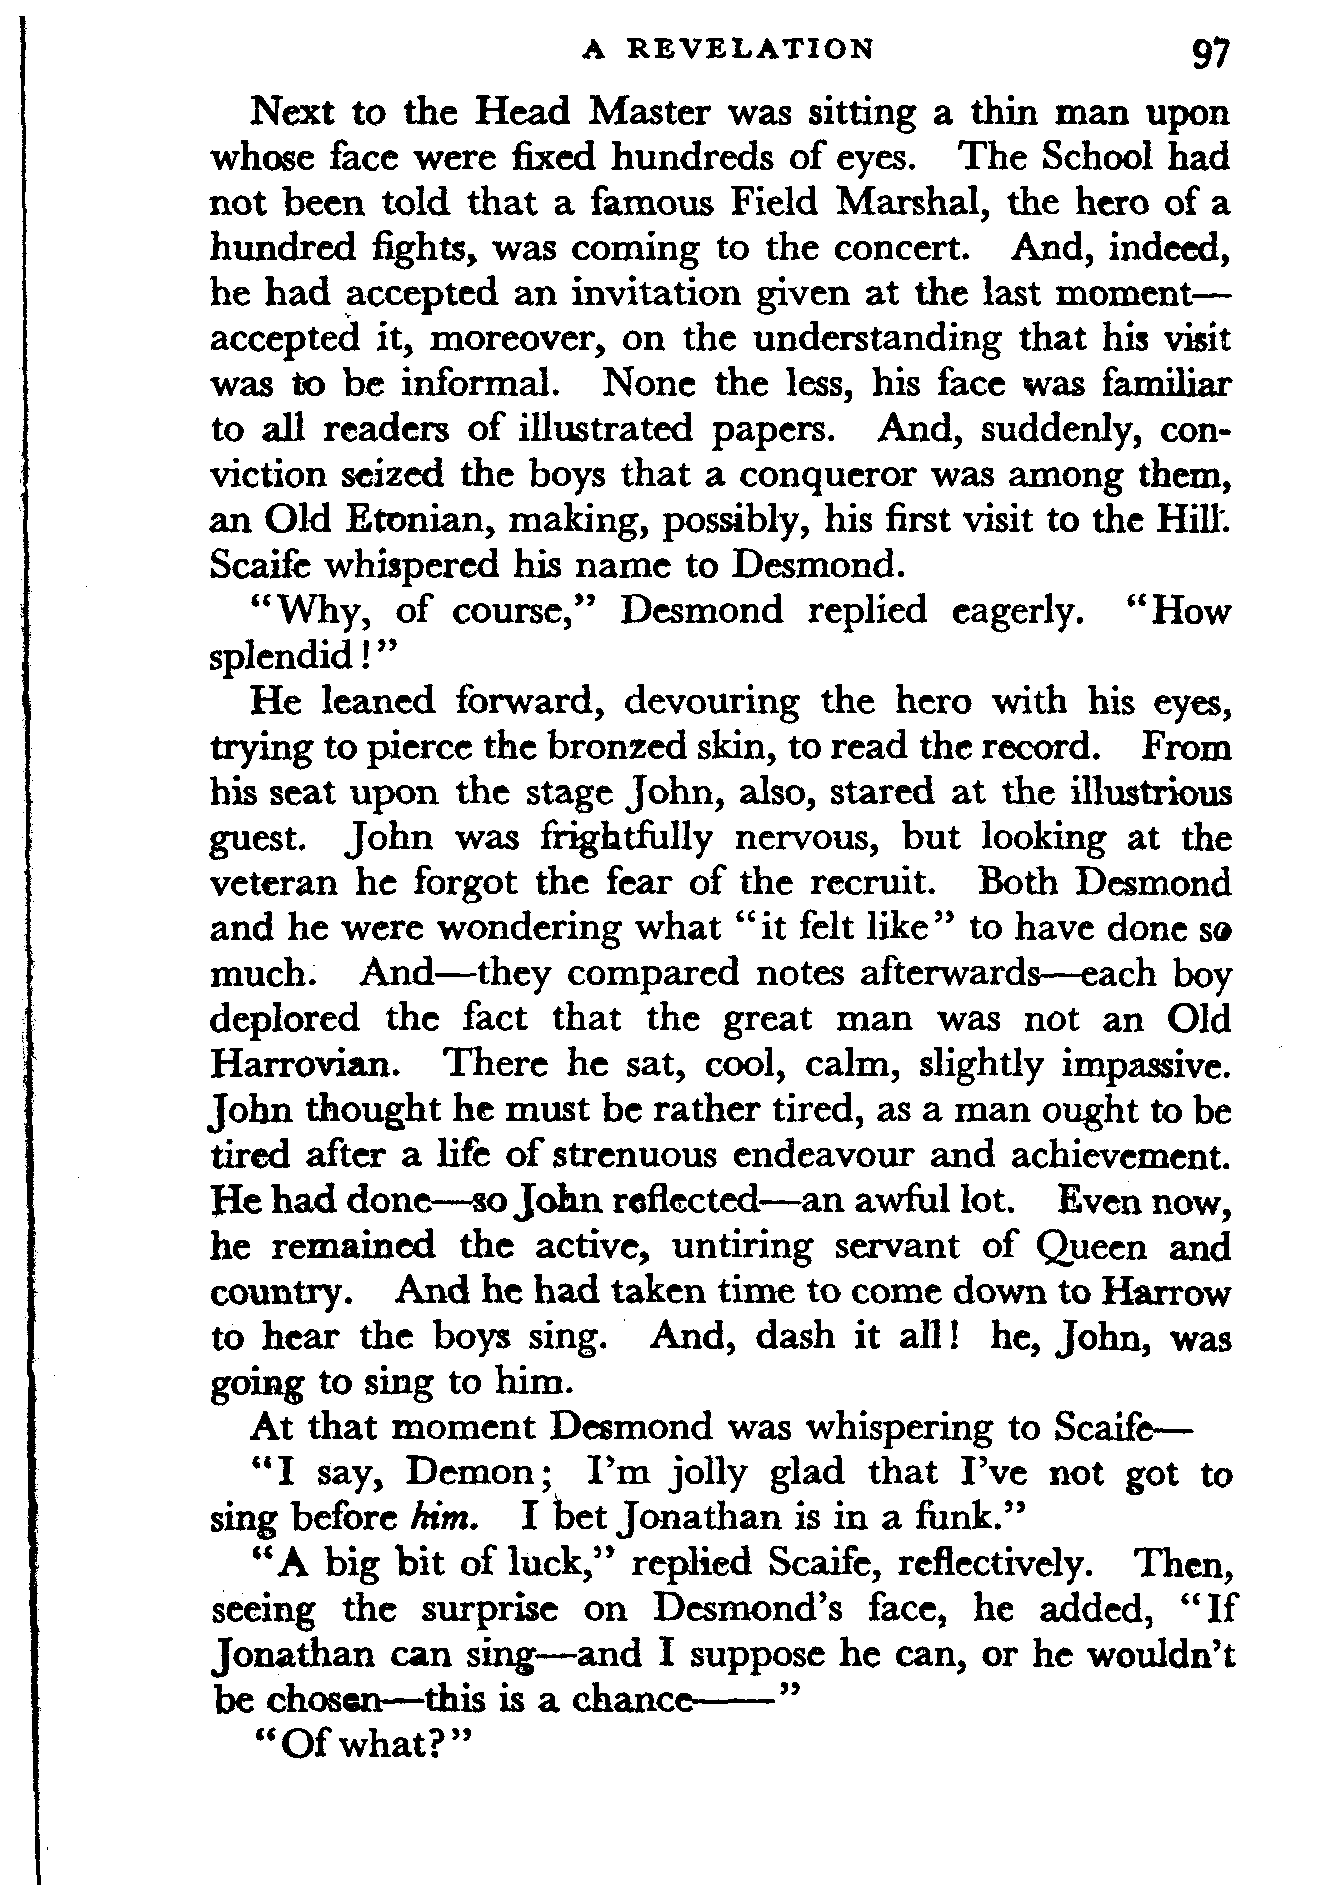 A REVELATION 97
Next to the Head Master was sitting a thin man upon
whose face were fixed hundreds of eyes. The School had
not been told that a famous Field Marshal, the hero of a
hundred fights, was coming to the concert. And, indeed,
he had accepted an invitation given at the last moment—
accepted it, moreover, on the understanding that his visit
was to be informal. None the less, his face was familiar
to all readers of illustrated papers. And, suddenly, con-
viction seized the boys that a conqueror was among them,
an Old Etonian, making, possibly, his first visit to the Hill.
Scaife whispered his name to Desmond.
“Why, of course,” Desmond replied eagerly. “How
splendid!”
He leaned forward, devouring the hero with his eyes,
trying to pierce the bronzed skin, to read the record. From
his seat upon the stage John, also, stared at the illustrious
guest. John was frightfully nervous, but looking at the
veteran he forgot the fear of the recruit. Both Desmond
and he were wondering what “it felt like” to have done so
much. And—they compared notes afterwards—each boy
deplored the fact that the great man was not an Old
Harrovian. There he sat, cool, calm, slightly impassive.
John thought he must be rather tired, as a man ought to be
tired after a life of strenuous endeavour and achievement.
He had done—so John reflected—an awful lot. Even now,
he remained the active, untiring servant of Queen and
country. And he had taken time to come down to Harrow
to hear the boys sing. And, dash it all! he, John, was
going to sing to him.
At that moment Desmond was whispering to Scaife—
“I say, Demon; I’m jolly glad that I’ve not got to
sing before him. I bet Jonathan is in a funk.”
“A big bit of luck,” replied Scaife, reflectively. Then,
seeing the surprise on Desmond’s face, he added, “If
Jonathan can sing—and I suppose he can, or he wouldn’t
be chosen—this is a chance——”
“Of what?”